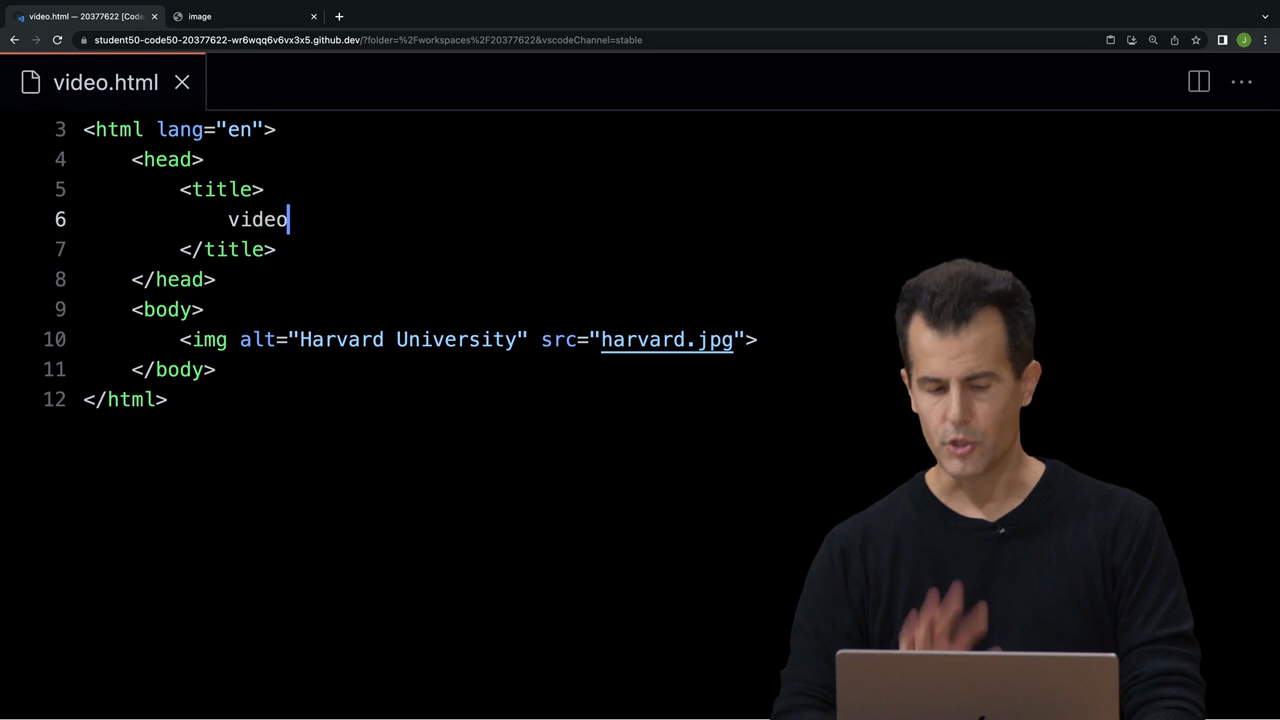 video.html — 20377622 [Code
image
student50-code50-20377622-wr6wqq6v6vx3x5.github.dev/?folder=%2Fworkspaces%2F20377622&vscodeChannel=stable
J
video.html
3 <html lang="en">
4 <head>
5 <title>
6 video
7 </title>
8 </head>
9 <body>
10 <img alt="Harvard University" src="harvard.jpg">
11 </body>
12 </html>